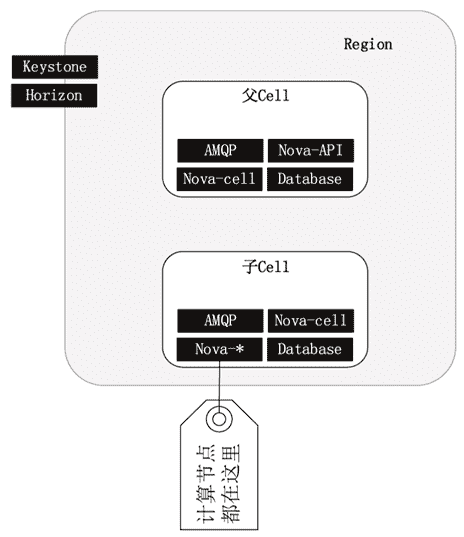 Region
Keystone
Horizon
父Cell
AMQP
Nova-API
Nova-cell
Database
子Cell
AMQP
Nova-cell
Nova-*
Database
计算节点
都在这里